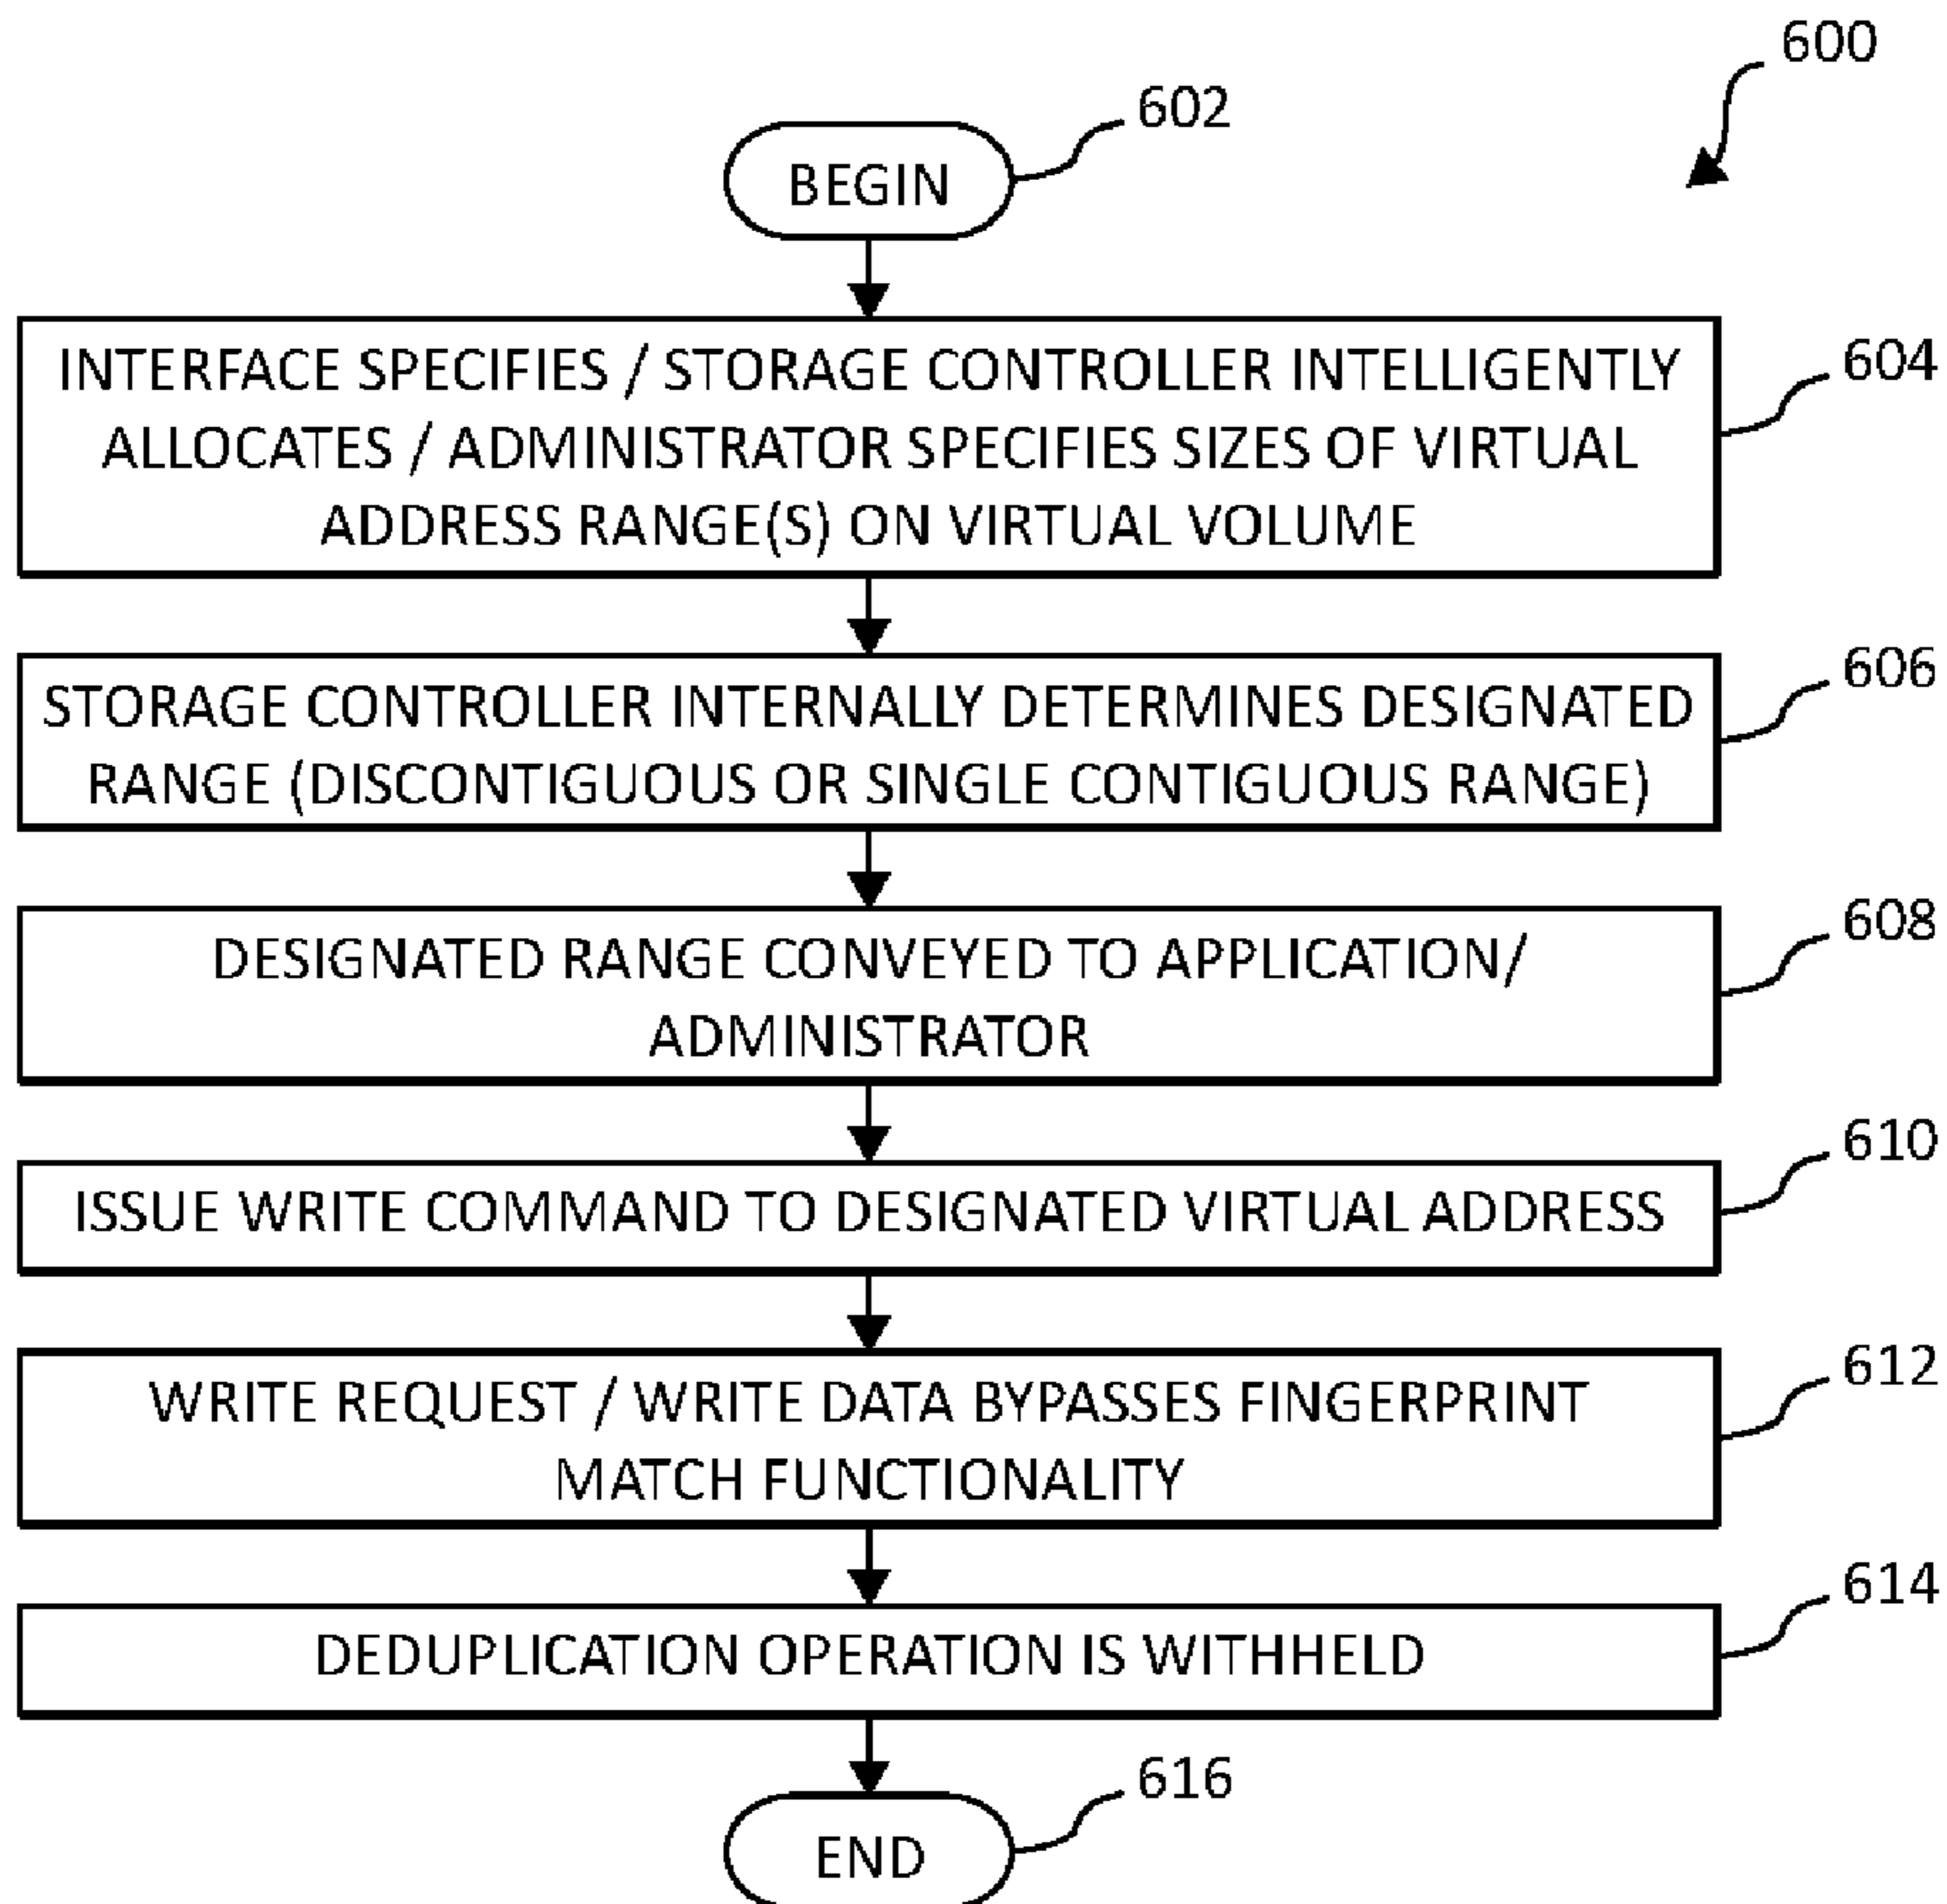 600
602
BEGIN
604
INTERFACE SPECIFIES / STORAGE CONTROLLER INTELLIGENTLY
ALLOCATES / ADMINISTRATOR SPECIFIES SIZES OF VIRTUAL
ADDRESS RANGE(S) ON VIRTUAL VOLUME
606
STORAGE CONTROLLER INTERNALLY DETERMINES DESIGNATED
RANGE (DISCONTIGUOUS OR SINGLE CONTIGUOUS RANGE)
608
DESIGNATED RANGE CONVEYED TO APPLICATION/
ADMINISTRATOR
610
ISSUE WRITE COMMAND TO DESIGNATED VIRTUAL ADDRESS
612
WRITE REQUEST / WRITE DATA BYPASSES FINGERPRINT
MATCH FUNCTIONALITY
614
DEDUPLICATION OPERATION IS WITHHELD
616
END